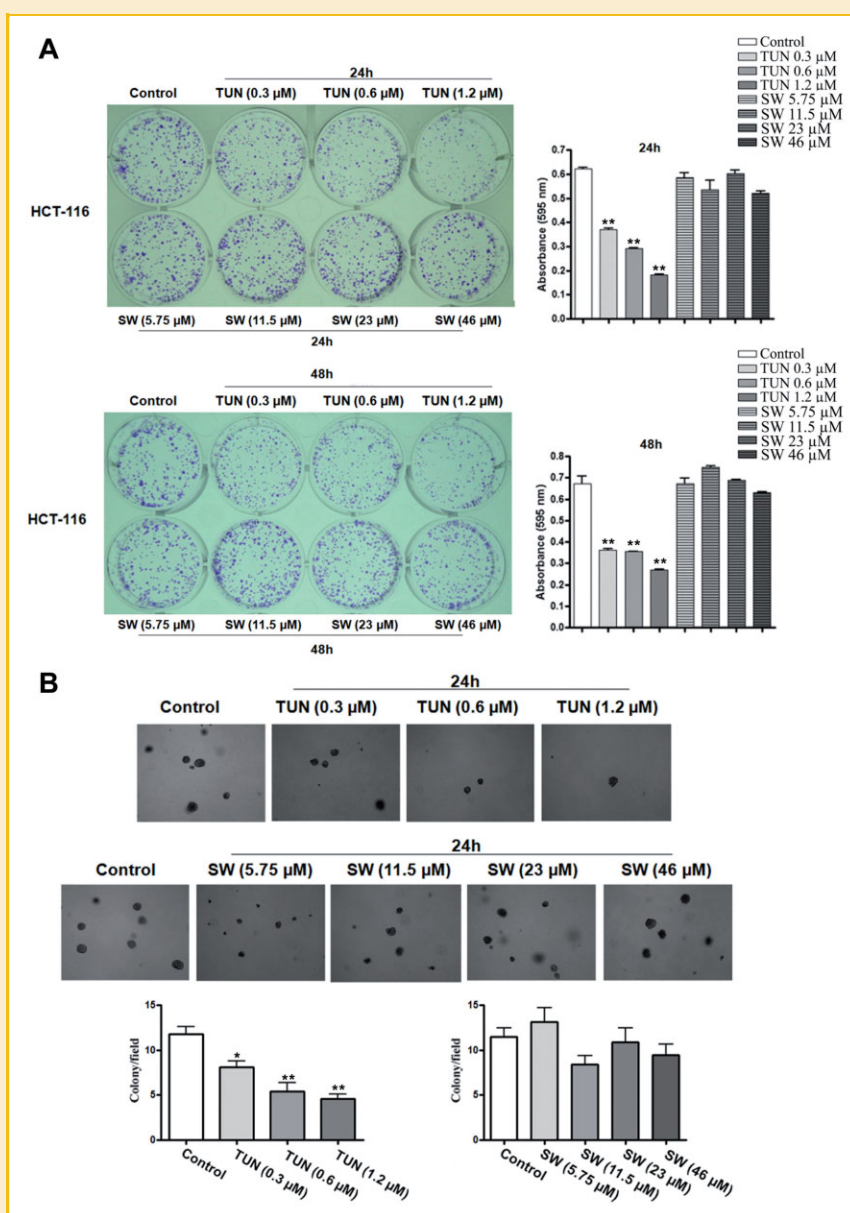 A
24h
Control TUN (0.3 µM) TUN (0.6 µM) TUN (1.2 µM)
HCT-116
SW (5.75 µM) SW (11.5 µM) SW (23 µM) SW (46 µM)
24h
Control
TUN 0.3 µM
TUN 0.6 µM
TUN 1.2 µM
SW 5.75 µM
SW 11.5 µM
SW 23 µM
SW 46 µM
24h
Absorbance (595 nm)
0.7
0.6
0.5
0.4
0.3
0.2
0.1
0.0
** ** **
48h
Control TUN (0.3 µM) TUN (0.6 µM) TUN (1.2 µM)
HCT-116
SW (5.75 µM) SW (11.5 µM) SW (23 µM) SW (46 µM)
48h
Control
TUN 0.3 µM
TUN 0.6 µM
TUN 1.2 µM
SW 5.75 µM
SW 11.5 µM
SW 23 µM
SW 46 µM
48h
Absorbance (595 nm)
0.8
0.7
0.6
0.5
0.4
0.3
0.2
0.1
0.0
** ** **
B
24h
Control TUN (0.3 µM) TUN (0.6 µM) TUN (1.2 µM)
24h
Control SW (5.75 µM) SW (11.5 µM) SW (23 µM) SW (46 µM)
Colony/field
15
10
5
0
* ** **
Control TUN (0.3 µM) TUN (0.6 µM) TUN (1.2 µM)
Colony/field
15
10
5
0
Control SW (5.75 µM) SW (11.5 µM) SW (23 µM) SW (46 µM)